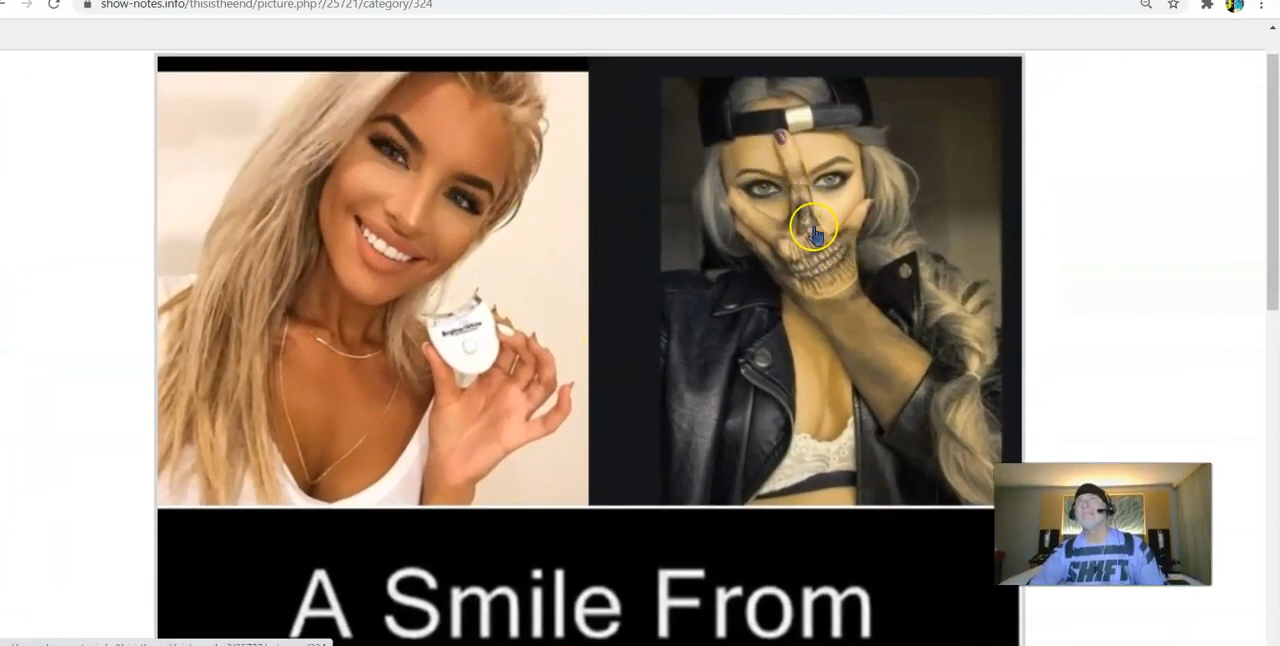 show-notes.info/thisistheend/picture.php?/25721/category/324
SHIFT
A Smile From